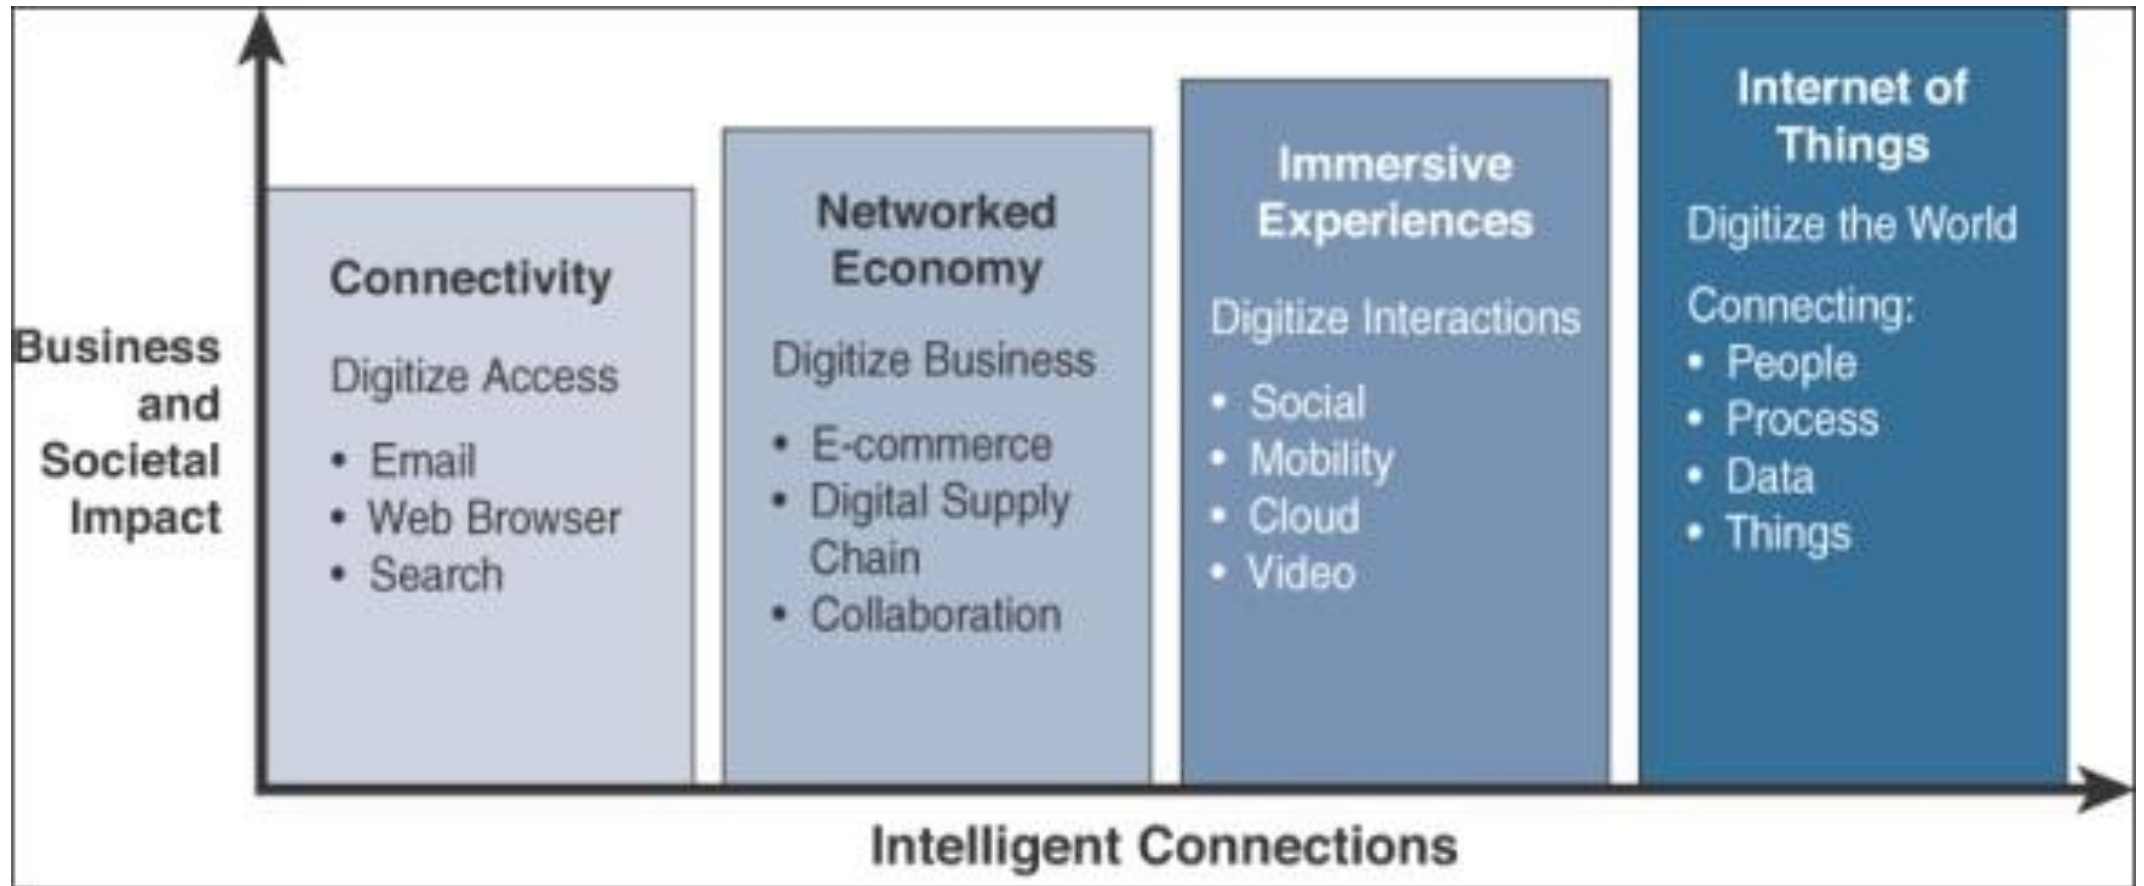 Business
and
Societal
Impact
Connectivity
Digitize Access
• Email
• Web Browser
• Search
Networked
Economy
Digitize Business
• E-commerce
• Digital Supply
Chain
• Collaboration
Immersive
Experiences
Digitize Interactions
• Social
• Mobility
• Cloud
• Video
Internet of
Things
Digitize the World
Connecting:
• People
• Process
• Data
• Things
Intelligent Connections